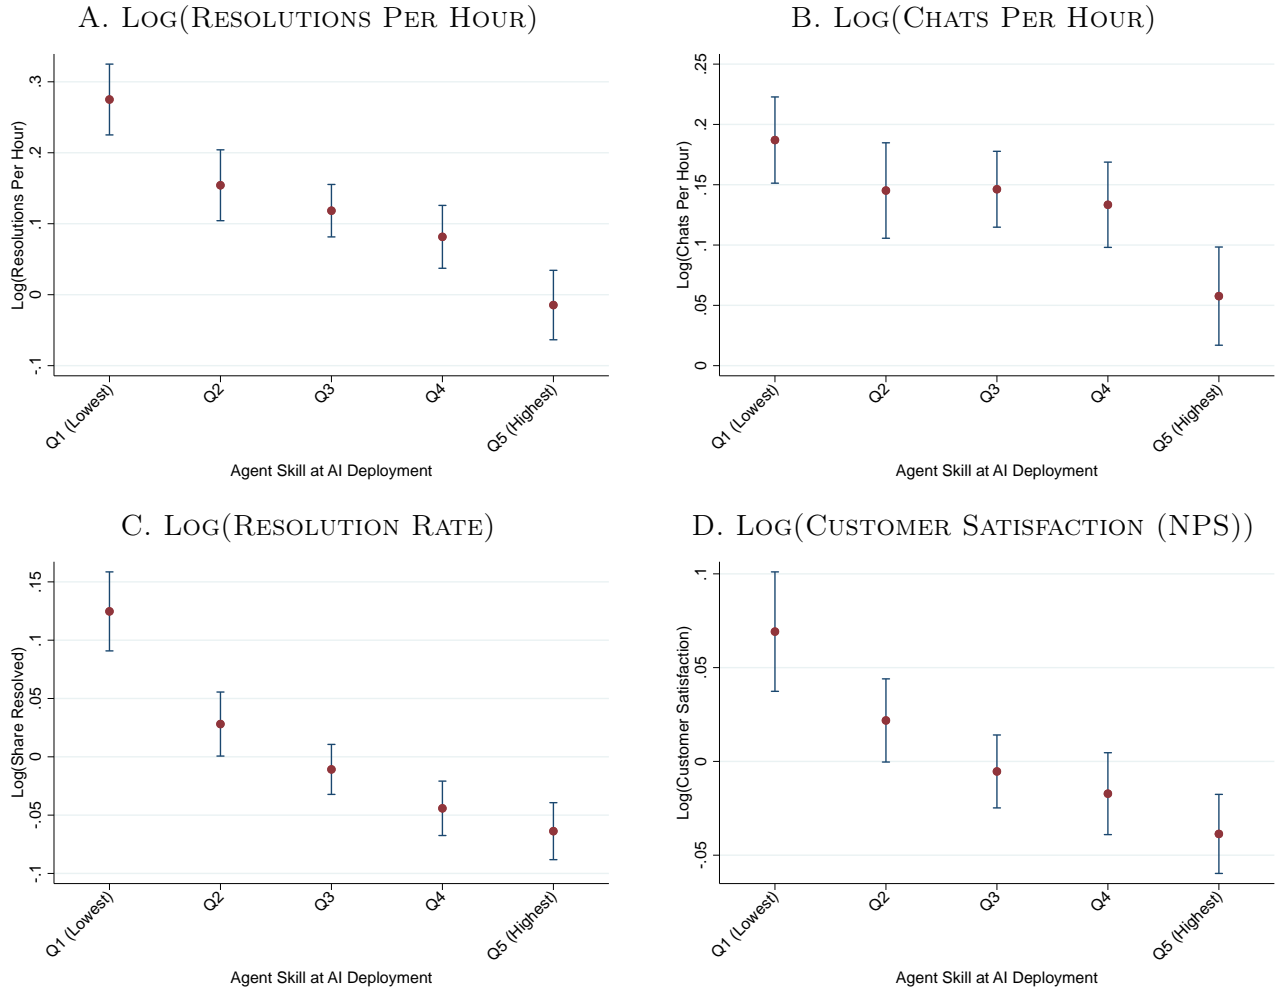 A. Log(Resolutions Per Hour)
Log(Resolutions Per Hour)
.3
.2
.1
0
-.1
Q1 (Lowest)
Q2
Q3
Q4
Q5 (Highest)
Agent Skill at AI Deployment
B. Log(Chats Per Hour)
Log(Chats Per Hour)
.25
.2
.15
.1
.05
0
Q1 (Lowest)
Q2
Q3
Q4
Q5 (Highest)
Agent Skill at AI Deployment
C. Log(Resolution Rate)
Log(Share Resolved)
.15
.1
.05
0
-.05
-.1
Q1 (Lowest)
Q2
Q3
Q4
Q5 (Highest)
Agent Skill at AI Deployment
D. Log(Customer Satisfaction (NPS))
Log(Customer Satisfaction)
.1
.05
0
-.05
Q1 (Lowest)
Q2
Q3
Q4
Q5 (Highest)
Agent Skill at AI Deployment